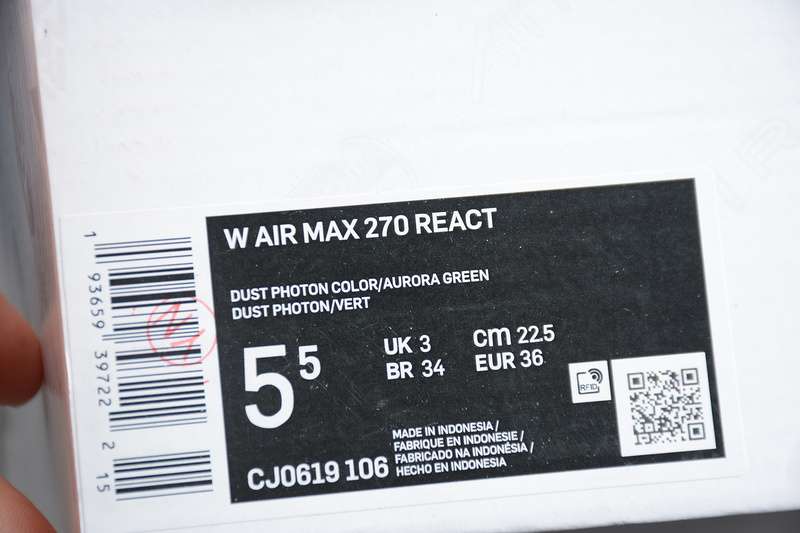 W AIR MAX 270 REACT
DUST PHOTON COLOR/AURORA GREEN
DUST PHOTON/VERT
5 5
UK 3 cm 22.5
BR 34 EUR 36
RFID
CJ0619 106
MADE IN INDONESIA /
FABRIQUE EN INDONESIE /
FABRICADO NA INDONÉSIA /
HECHO EN INDONESIA
1 93659 39722 2 15